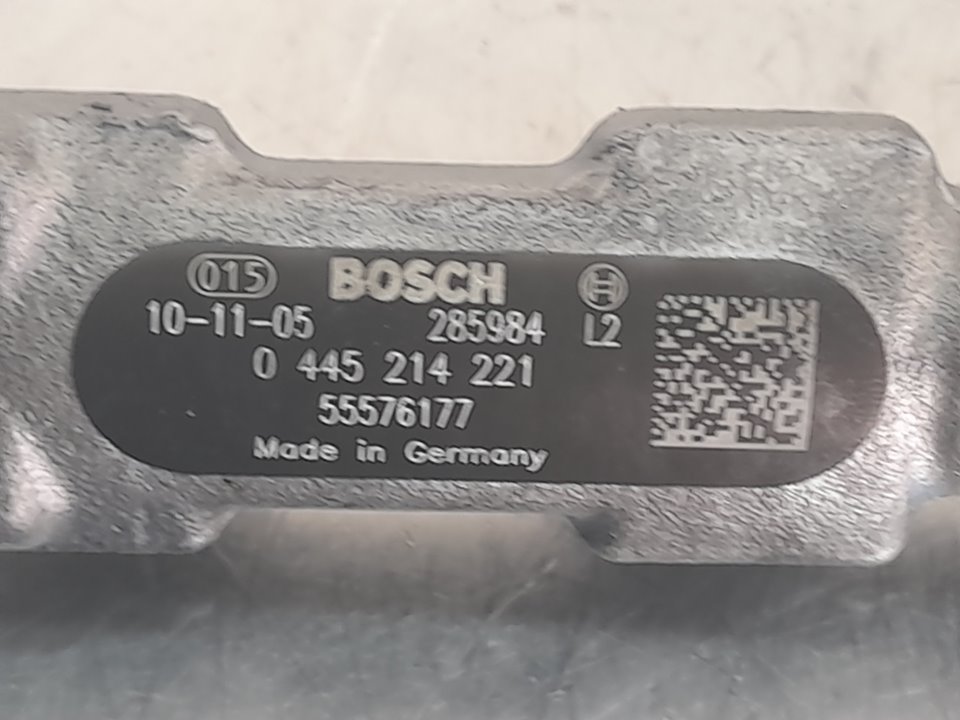 015 BOSCH H
10-11-05 285984 L2
0 445 214 221
55576177
Made in Germany